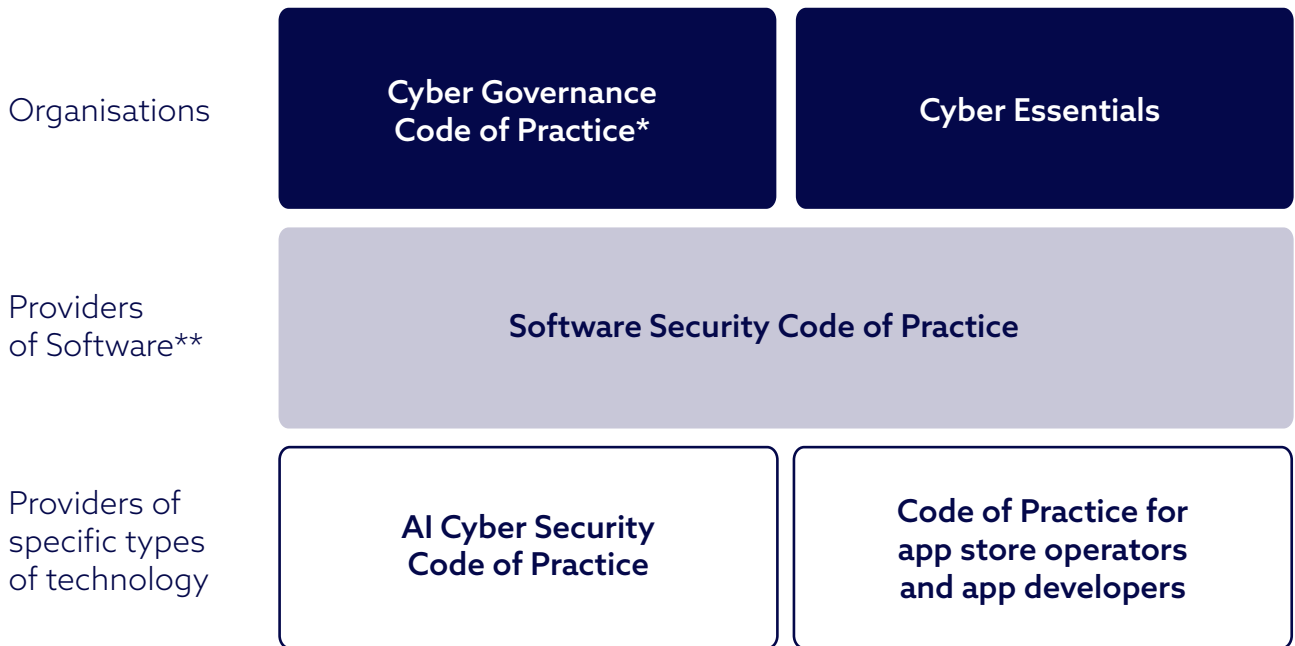 Organisations
Cyber Governance
Code of Practice*
Cyber Essentials
Providers
of Software**
Software Security Code of Practice
Providers of
specific types
of technology
AI Cyber Security
Code of Practice
Code of Practice for
app store operators
and app developers